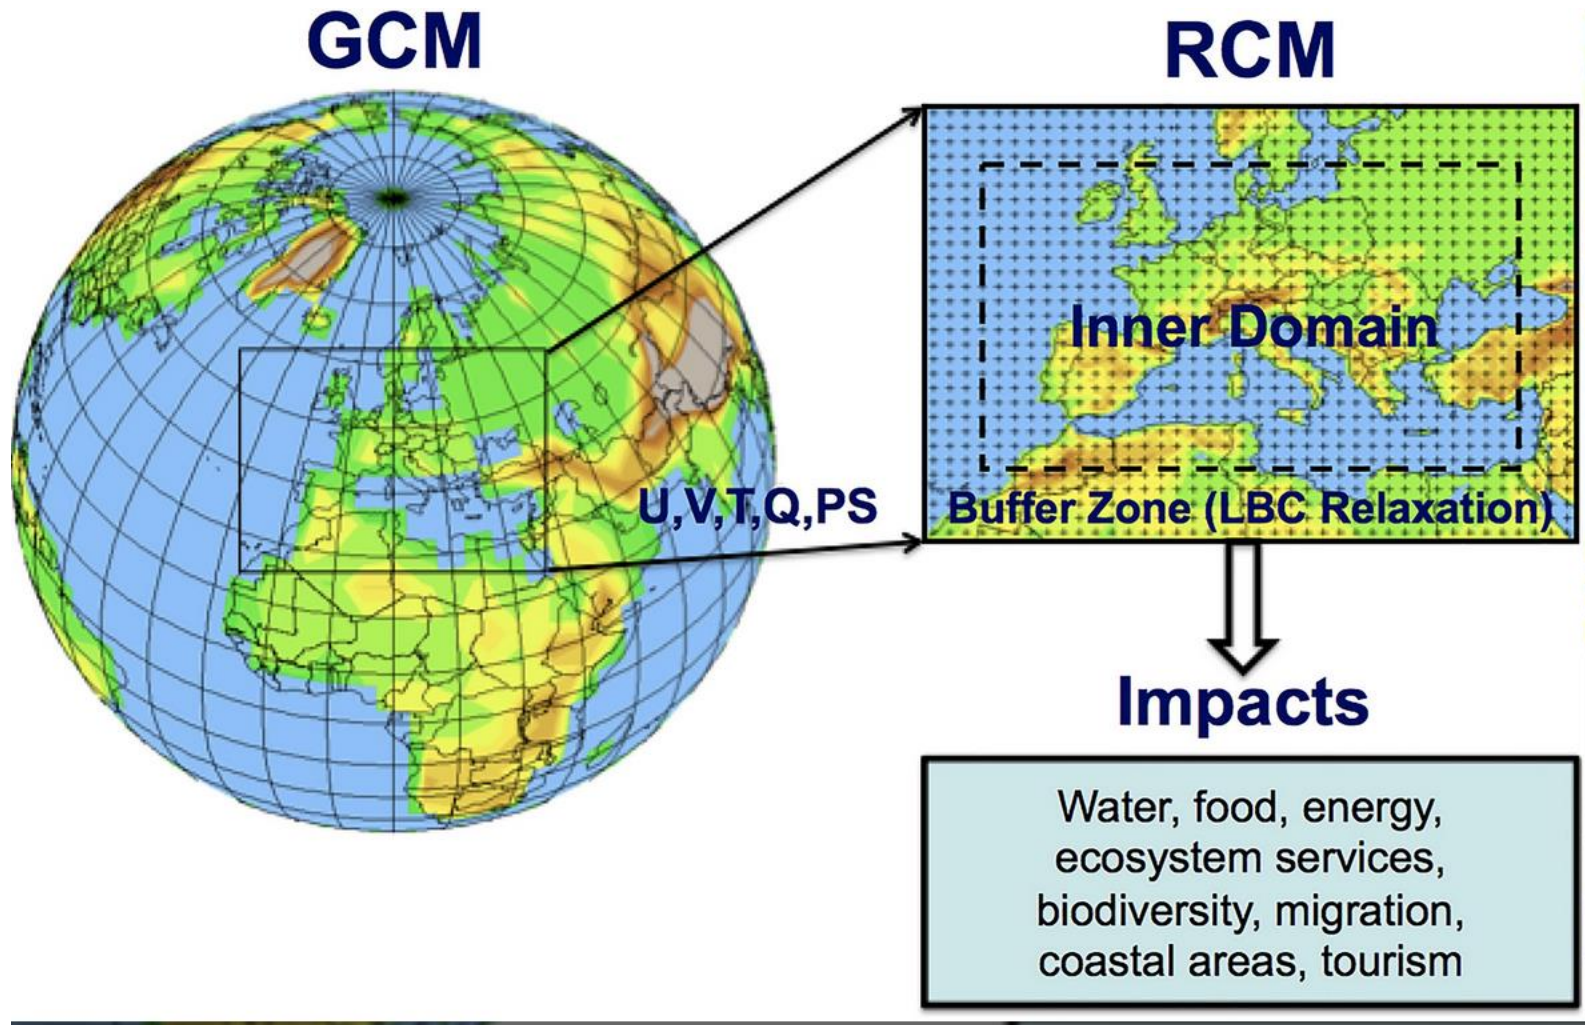 GCM
RCM
Inner Domain
U,V,T,Q,PS
Buffer Zone (LBC Relaxation)
Impacts
Water, food, energy,
ecosystem services,
biodiversity, migration,
coastal areas, tourism